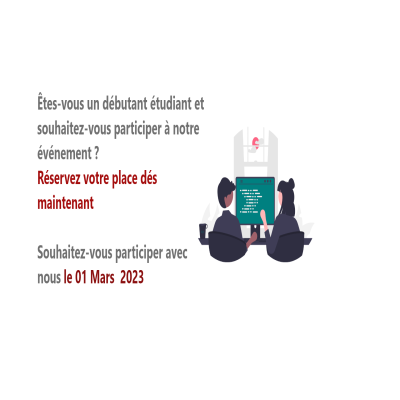 Êtes-vous un débutant étudiant et
souhaitez-vous participer à notre
événement ?
Réservez votre place dés
maintenant
Souhaitez-vous participer avec
nous le 01 Mars 2023